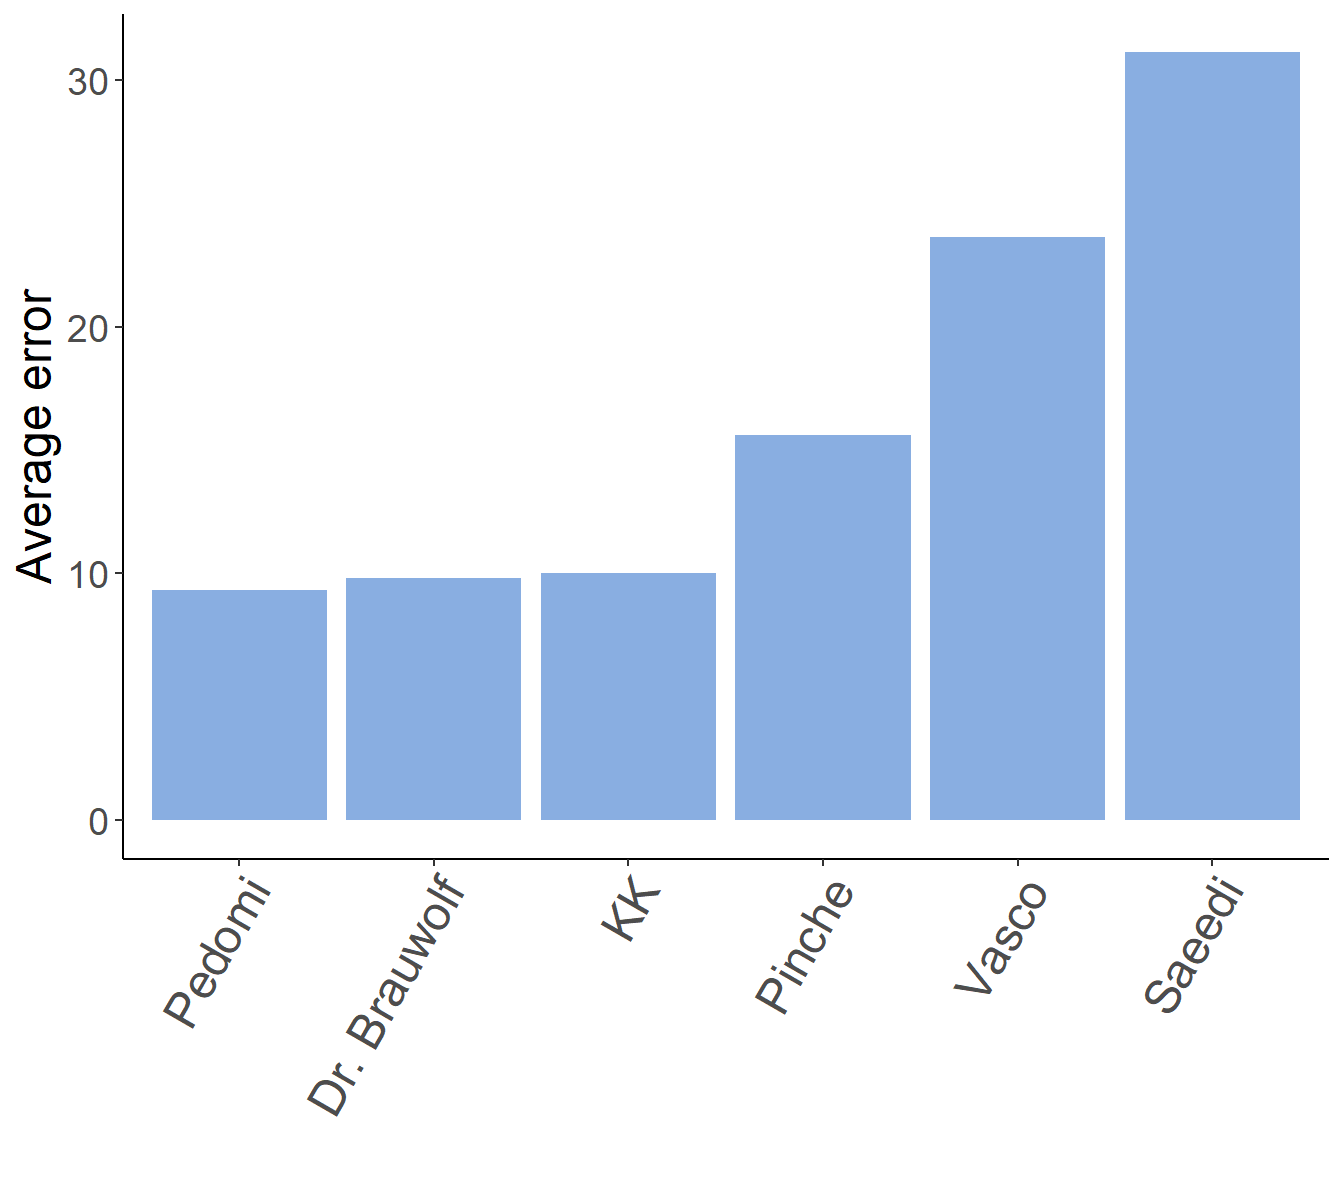 Average error
30
20
10
0
Pedomi
Dr. Brauwolf
KK
Pinche
Vasco
Saeedi